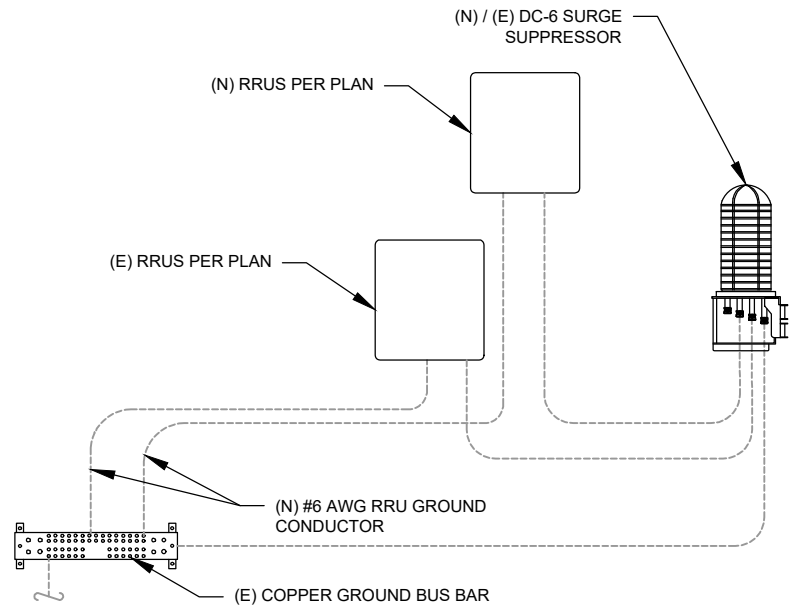 (N) / (E) DC-6 SURGE
SUPPRESSOR
(N) RRUS PER PLAN
(E) RRUS PER PLAN
(N) #6 AWG RRU GROUND
CONDUCTOR
(E) COPPER GROUND BUS BAR